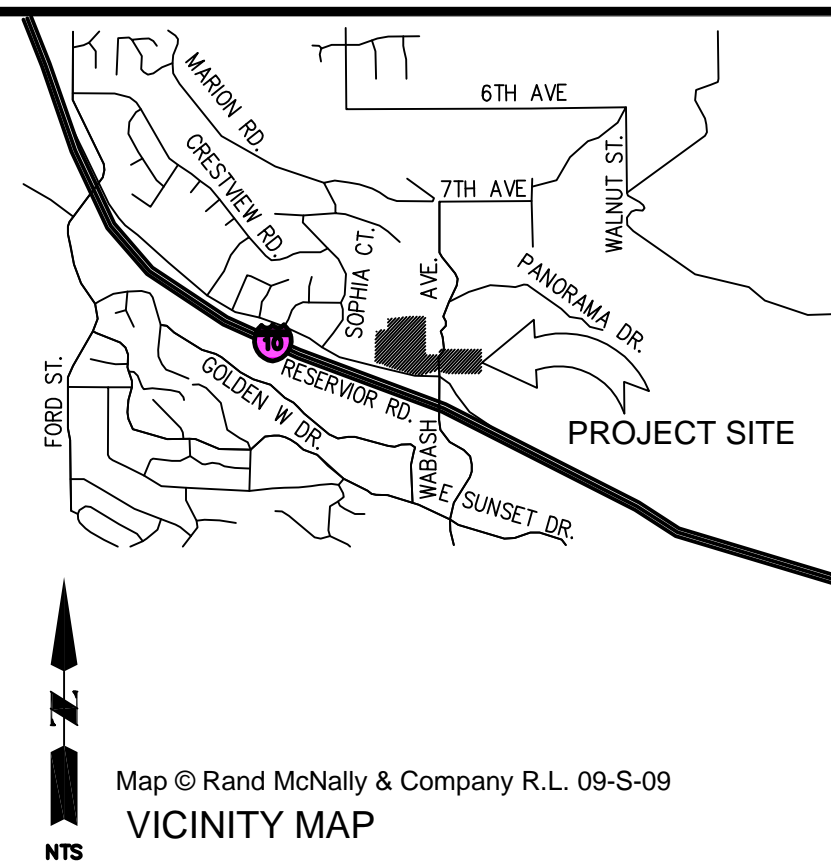 MARION RD.
6TH AVE
CRESTVIEW RD.
7TH AVE
WALNUT ST.
SOPHIA CT.
AVE.
PANORAMA DR.
10
RESERVIOR RD.
GOLDEN W DR.
FORD ST.
PROJECT SITE
WABASH
E SUNSET DR.
N
Map © Rand McNally & Company R.L. 09-S-09
VICINITY MAP
NTS